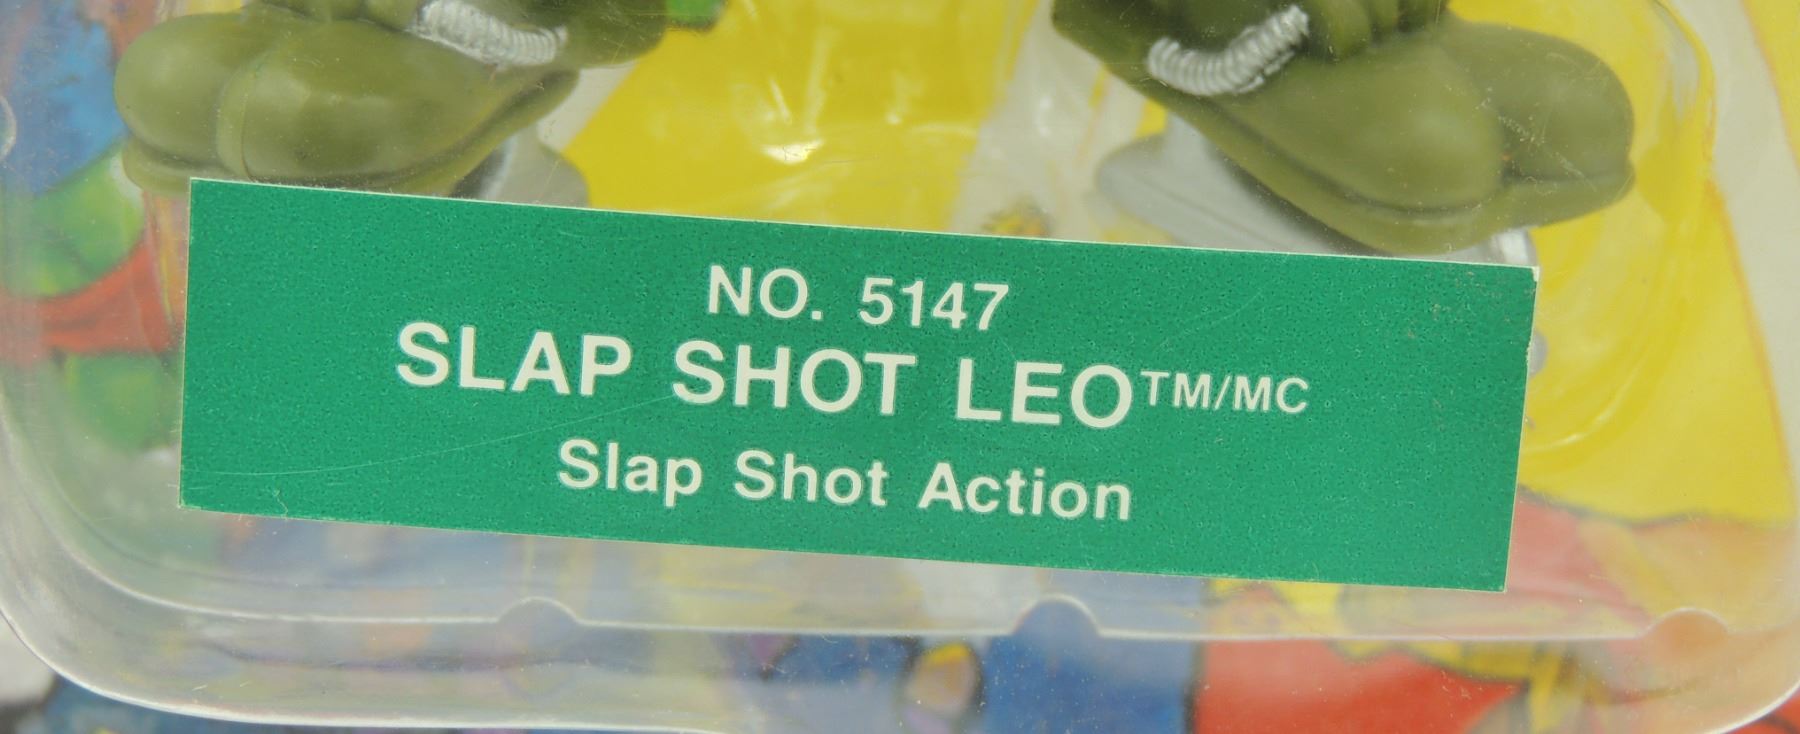 NO. 5147
SLAP SHOT LEO™/MC
Slap Shot Action